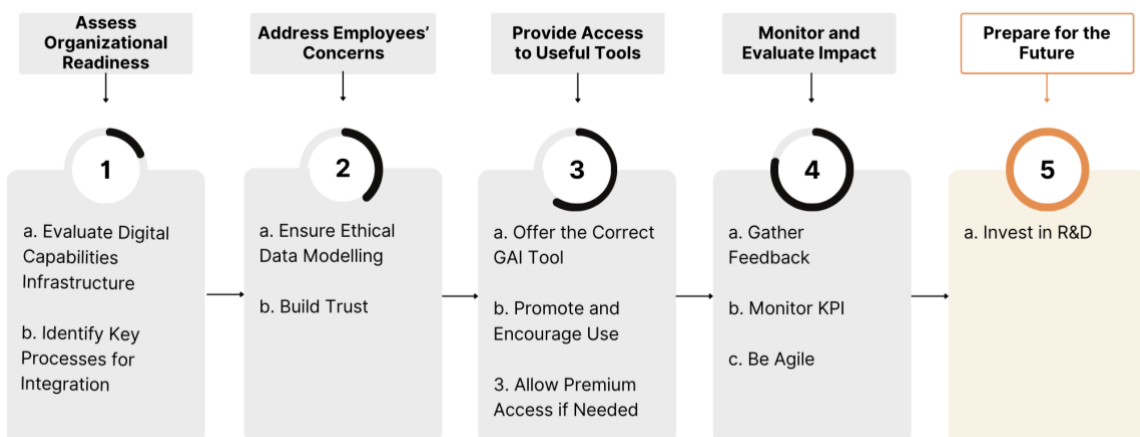 Assess
Organizational
Readiness
Address Employees'
Concerns
Provide Access
to Useful Tools
Monitor and
Evaluate Impact
Prepare for the
Future
1
a. Evaluate Digital
Capabilities
Infrastructure
b. Identify Key
Processes for
Integration
2
a. Ensure Ethical
Data Modelling
b. Build Trust
3
a. Offer the Correct
GAI Tool
b. Promote and
Encourage Use
3. Allow Premium
Access if Needed
4
a. Gather
Feedback
b. Monitor KPI
c. Be Agile
5
a. Invest in R&D